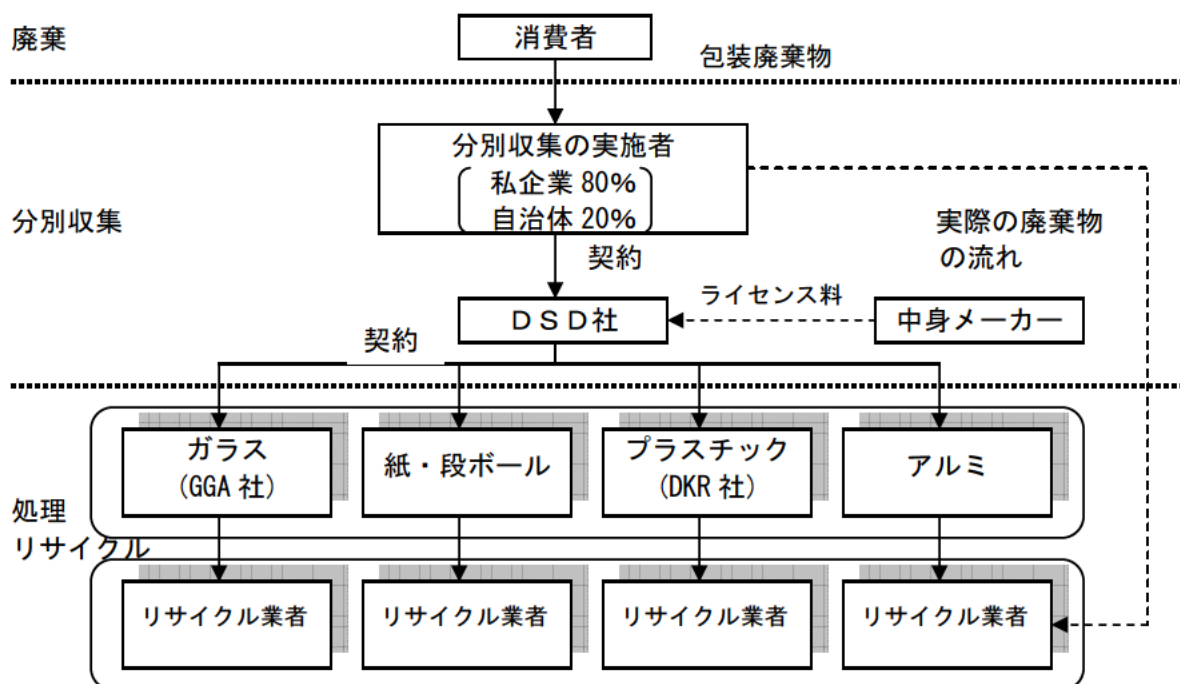 廃棄
消費者
包装廃棄物
分別収集の実施者
私企業 80%
自治体 20%
分別収集
実際の廃棄物
の流れ
契約
ライセンス料
DSD社
中身メーカー
契約
ガラス
(GGA 社)
紙・段ボール
プラスチック
(DKR 社)
アルミ
処理
リサイクル
リサイクル業者
リサイクル業者
リサイクル業者
リサイクル業者